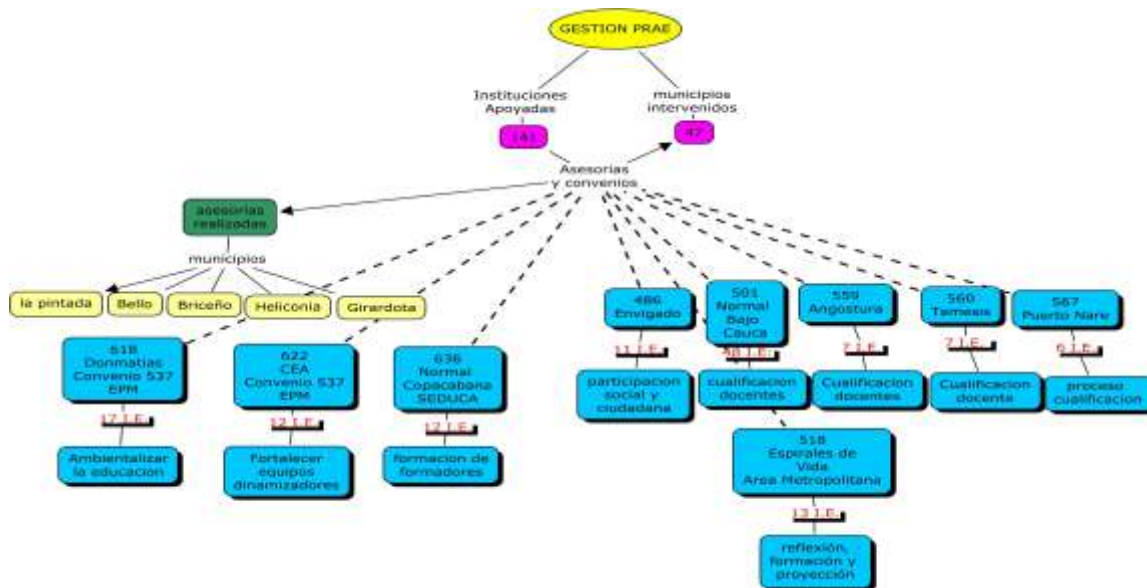 GESTION PRAE
Instituciones
Apoyadas
municipios
intervenidos
141
47
Asesorias
y convenios
asesorias
realizadas
municipios
la pintada
Bello
Briceño
Heliconia
Girardota
618
Donmatias
Convenio 537
EPM
17 I.E.
Ambientalizar
la educacion
622
CEA
Convenio 537
EPM
12 I.E.
Fortalecer
equipos
dinamizadores
636
Normal
Copacabana
SEDUCA
12 I.E.
formacion de
formadores
486
Envigado
11 I.E.
participacion
social y
ciudadana
501
Normal
Bajo
Cauca
I.E.
cualificacion
docentes
559
Angostura
7 I.E.
Cualificacion
docentes
560
Tamesis
7 I.E.
Cualificacion
docente
567
Puerto Nare
6 I.E.
proceso
cualificacion
518
Espirales de
Vida
Area Metropolitana
13 I.E.
reflexión,
formación y
proyección